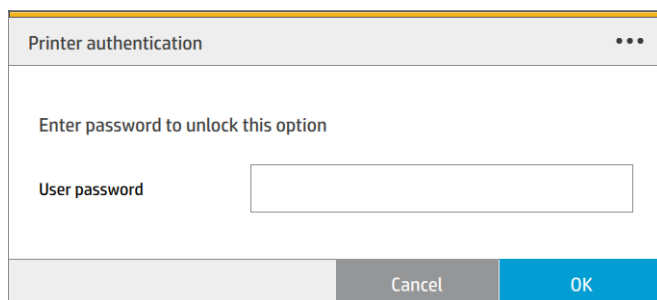 Printer authentication
Enter password to unlock this option
User password
Cancel OK